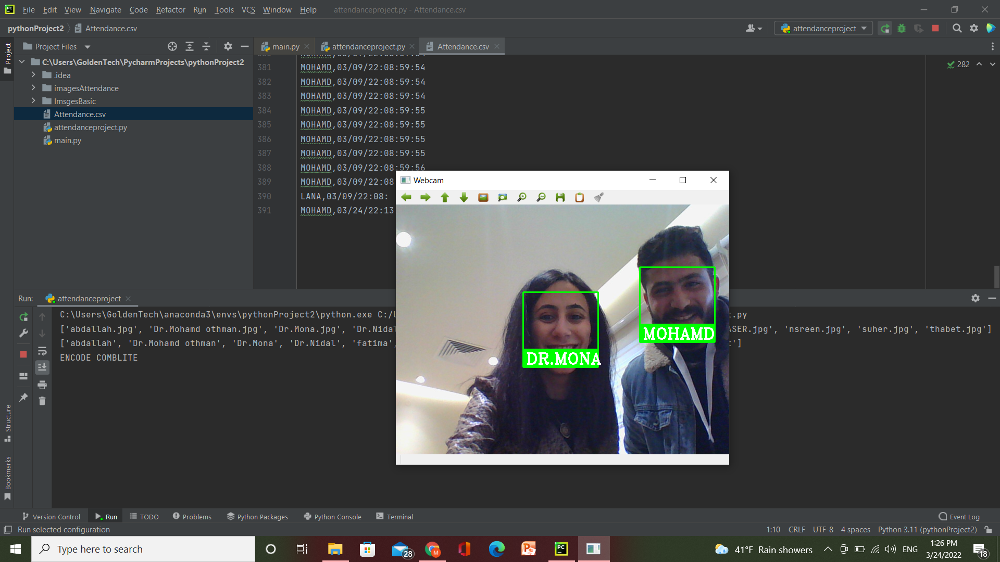 File Edit View Navigate Code Refactor Run Tools VCS Window Help attendanceproject.py - Attendance.csv
pythonProject2 Attendance.csv attendanceproject
Project
Project Files
main.py attendanceproject.py Attendance.csv
C:\Users\GoldenTech\PycharmProjects\pythonProject2
.idea
imagesAttendance
ImsgesBasic
Attendance.csv
attendanceproject.py
main.py
282
381 MOHAMD,03/09/22:08:59:54
382 MOHAMD,03/09/22:08:59:54
383 MOHAMD,03/09/22:08:59:54
384 MOHAMD,03/09/22:08:59:55
385 MOHAMD,03/09/22:08:59:55
386 MOHAMD,03/09/22:08:59:55
387 MOHAMD,03/09/22:08:59:55
388 MOHAMD,03/09/22:08:59:56
389 MOHAMD,03/09/22:08
390 LANA,03/09/22:08:
391 MOHAMD,03/24/22:13
Webcam
MOHAMD
DR.MONA
Run: attendanceproject
C:\Users\GoldenTech\anaconda3\envs\pythonProject2\python.exe C:/U t.py
['abdallah.jpg', 'Dr.Mohamd othman.jpg', 'Dr.Mona.jpg', 'Dr.Nidal ASER.jpg', 'nsreen.jpg', 'suher.jpg', 'thabet.jpg']
['abdallah', 'Dr.Mohamd othman', 'Dr.Mona', 'Dr.Nidal', 'fatima', t']
ENCODE COMBLITE
Structure
Bookmarks
Version Control Run TODO Problems Python Packages Python Console Terminal Event Log
Run selected configuration 1:10 CRLF UTF-8 4 spaces Python 3.11 (pythonProject2)
Type here to search 28 41°F Rain showers ENG 1:26 PM
3/24/2022 18